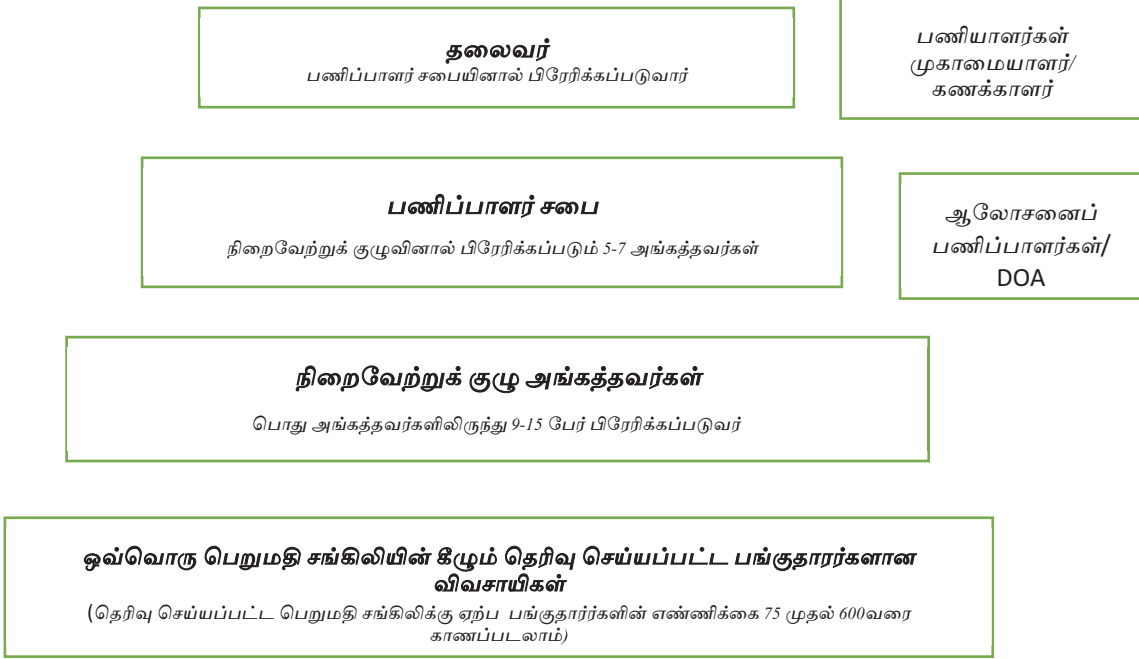 தலைவர்
பணிப்பாளர் சபையினால் பிரேரிக்கப்படுவார்
பணியாளர்கள்
முகாமையாளர்/
கணக்காளர்
பணிப்பாளர் சபை
நிறைவேற்றுக் குழுவினால் பிரேரிக்கப்படும் 5-7 அங்கத்தவர்கள்
ஆலோசனைப்
பணிப்பாளர்கள்/
DOA
நிறைவேற்றுக் குழு அங்கத்தவர்கள்
பொது அங்கத்தவர்களிலிருந்து 9-15 பேர் பிரேரிக்கப்படுவர்
ஒவ்வொரு பெறுமதி சங்கிலியின் கீழும் தெரிவு செய்யப்பட்ட பங்குதாரர்களான
விவசாயிகள்
(தெரிவு செய்யப்பட்ட பெறுமதி சங்கிலிக்கு ஏற்ப பங்குதார்ர்களின் எண்ணிக்கை 75 முதல் 600வரை
காணப்படலாம்)